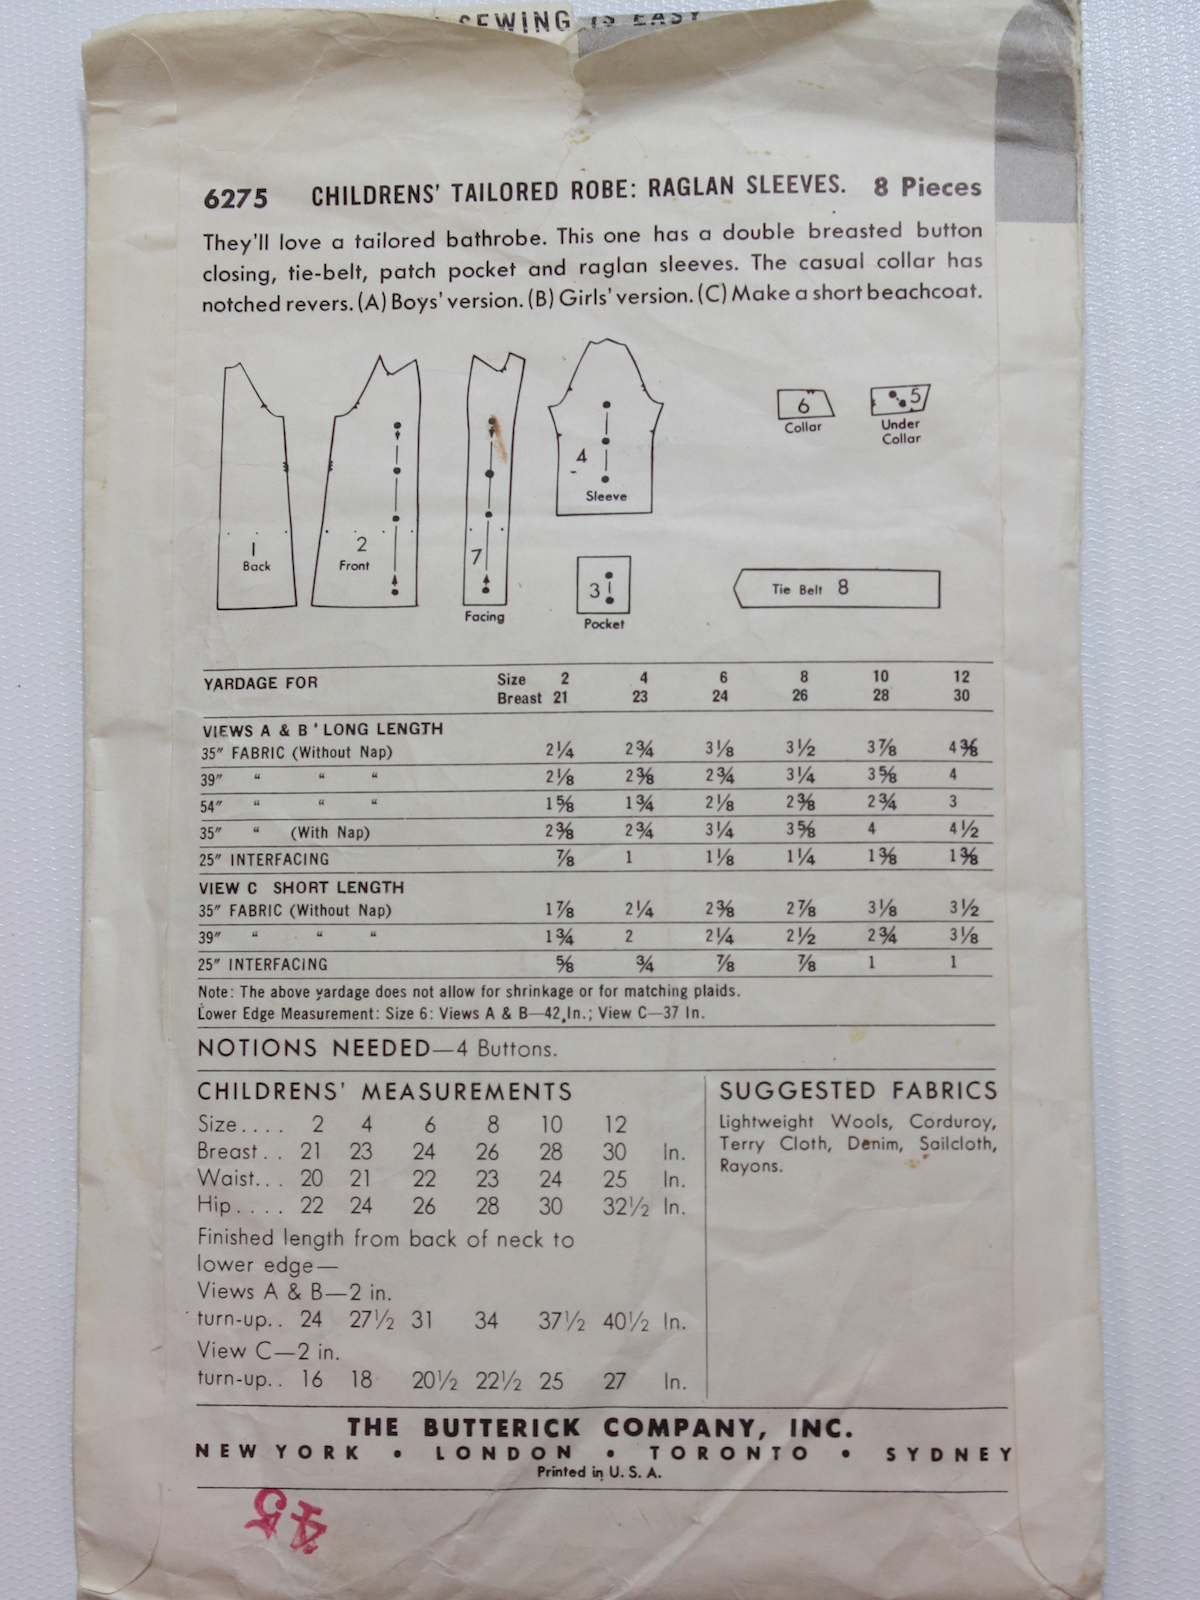 SEWING IS EASY
6275 CHILDRENS' TAILORED ROBE: RAGLAN SLEEVES. 8 Pieces
They'll love a tailored bathrobe. This one has a double breasted button
closing, tie-belt, patch pocket and raglan sleeves. The casual collar has
notched revers. (A) Boys' version. (B) Girls' version. (C) Make a short beachcoat.
1
Back
2
Front
7
Facing
4
Sleeve
3
Pocket
6
Collar
5
Under
Collar
Tie Belt 8
YARDAGE FOR Size 2 4 6 8 10 12
Breast 21 23 24 26 28 30
VIEWS A & B ' LONG LENGTH
35" FABRIC (Without Nap) 2¼ 2¾ 3⅛ 3½ 3⅞ 4⅜
39" " " " 2⅛ 2⅜ 2¾ 3¼ 3⅝ 4
54" " " " 1⅝ 1¾ 2⅛ 2⅜ 2¾ 3
35" " (With Nap) 2⅜ 2¾ 3¼ 3⅝ 4 4½
25" INTERFACING ⅞ 1 1⅛ 1¼ 1⅜ 1⅜
VIEW C SHORT LENGTH
35" FABRIC (Without Nap) 1⅞ 2¼ 2⅜ 2⅞ 3⅛ 3½
39" " " " 1¾ 2 2¼ 2½ 2¾ 3⅛
25" INTERFACING ⅝ ¾ ⅞ ⅞ 1 1
Note: The above yardage does not allow for shrinkage or for matching plaids.
Lower Edge Measurement: Size 6: Views A & B—42 In.; View C—37 In.
NOTIONS NEEDED—4 Buttons.
CHILDRENS' MEASUREMENTS
Size.... 2 4 6 8 10 12
Breast.. 21 23 24 26 28 30 In.
Waist... 20 21 22 23 24 25 In.
Hip.... 22 24 26 28 30 32½ In.
Finished length from back of neck to
lower edge—
Views A & B—2 in.
turn-up.. 24 27½ 31 34 37½ 40½ In.
View C—2 in.
turn-up.. 16 18 20½ 22½ 25 27 In.
SUGGESTED FABRICS
Lightweight Wools, Corduroy,
Terry Cloth, Denim, Sailcloth,
Rayons.
THE BUTTERICK COMPANY, INC.
NEW YORK • LONDON • TORONTO • SYDNEY
Printed in U. S. A.
45